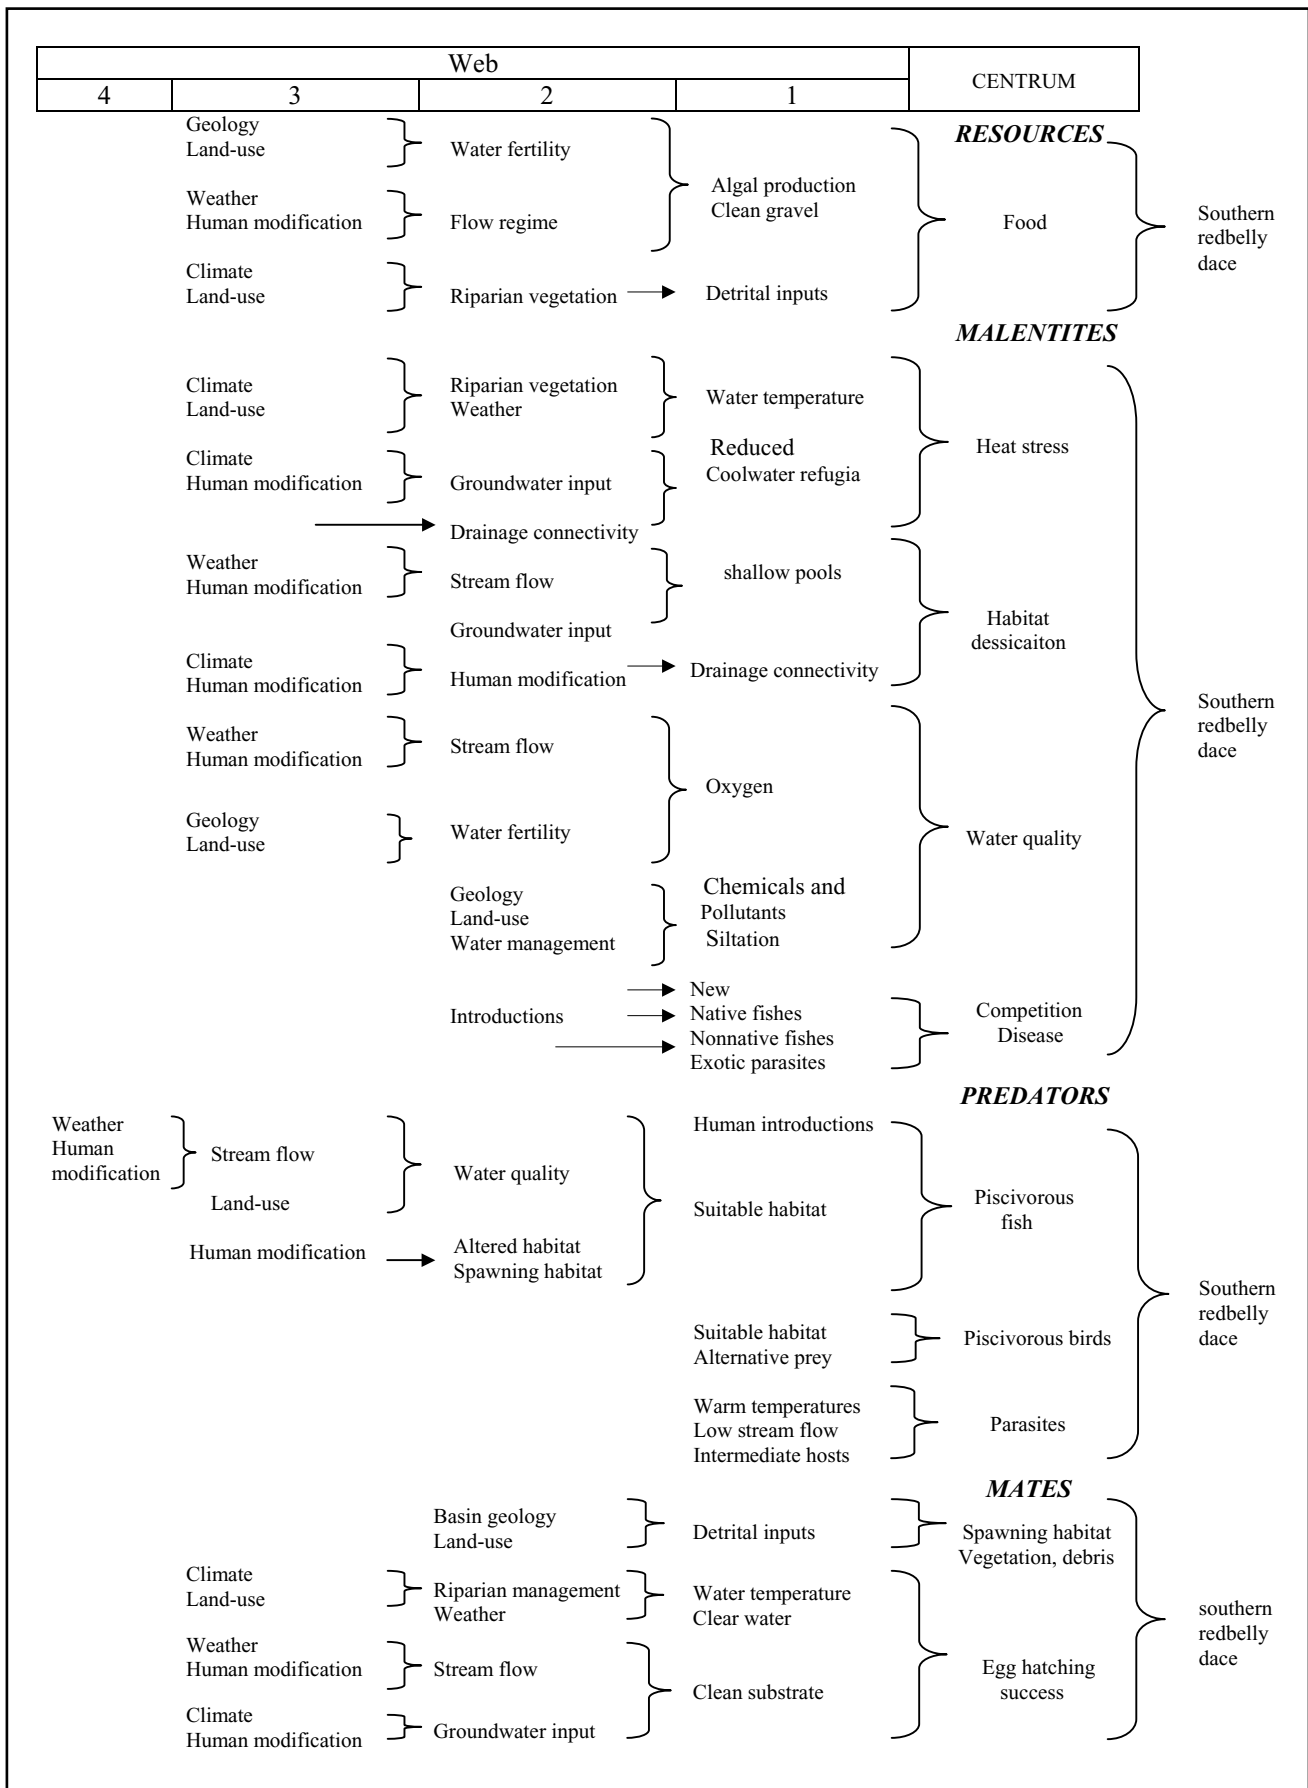 Web
CENTRUM
4 3 2 1
RESOURCES
Geology
Land-use
Water fertility
Algal production
Clean gravel
Weather
Human modification
Flow regime
Food
Southern
redbelly
dace
Climate
Land-use
Riparian vegetation
Detrital inputs
MALENTITES
Climate
Land-use
Riparian vegetation
Weather
Water temperature
Heat stress
Climate
Human modification
Groundwater input
Reduced
Coolwater refugia
Drainage connectivity
Weather
Human modification
Stream flow
shallow pools
Groundwater input
Habitat
dessicaiton
Climate
Human modification
Human modification
Drainage connectivity
Southern
redbelly
dace
Weather
Human modification
Stream flow
Oxygen
Geology
Land-use
Water fertility
Water quality
Geology
Land-use
Water management
Chemicals and
Pollutants
Siltation
Introductions
New
Native fishes
Nonnative fishes
Exotic parasites
Competition
Disease
PREDATORS
Weather
Human
modification
Stream flow
Land-use
Water quality
Human introductions
Suitable habitat
Piscivorous
fish
Human modification
Altered habitat
Spawning habitat
Southern
redbelly
dace
Suitable habitat
Alternative prey
Piscivorous birds
Warm temperatures
Low stream flow
Intermediate hosts
Parasites
MATES
Basin geology
Land-use
Detrital inputs
Spawning habitat
Vegetation, debris
Climate
Land-use
Riparian management
Weather
Water temperature
Clear water
southern
redbelly
dace
Weather
Human modification
Stream flow
Clean substrate
Egg hatching
success
Climate
Human modification
Groundwater input